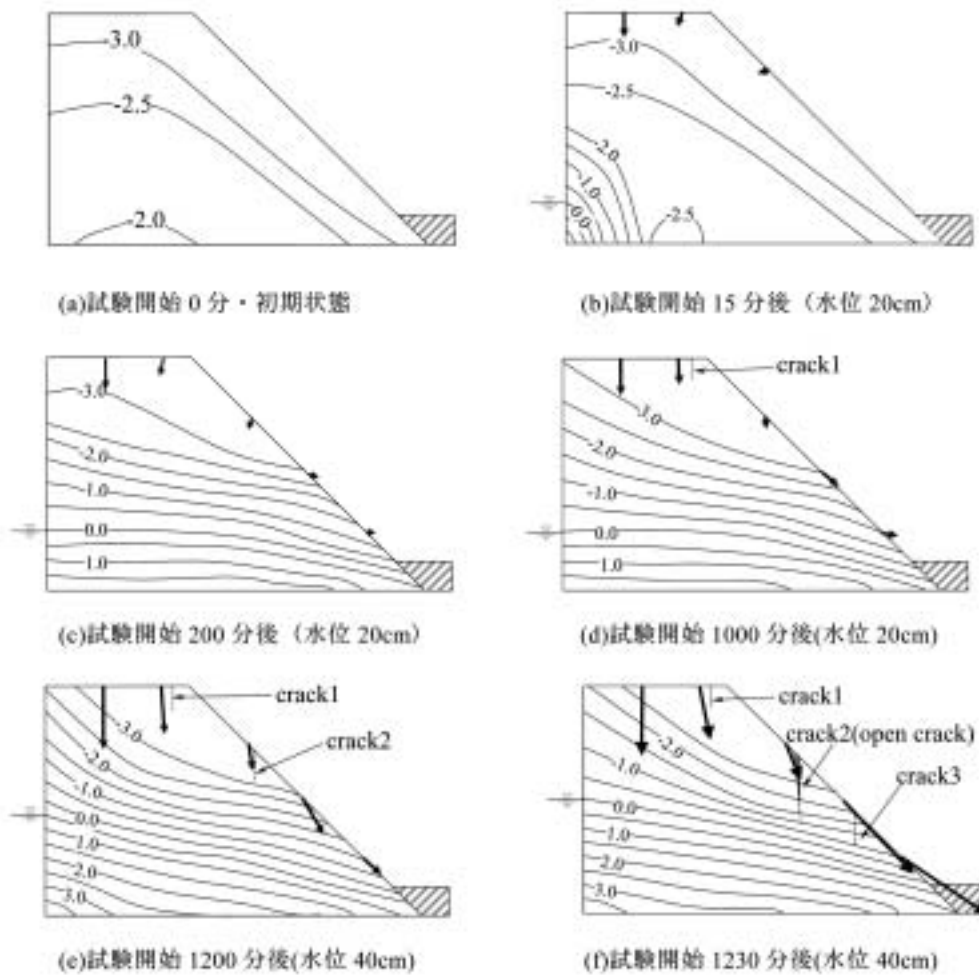 -3.0
-2.5
-2.0
(a)試験開始 0 分・初期状態
-3.0
-2.5
-2.0
-1.0
0.0
-2.5
(b)試験開始 15 分後（水位 20cm）
-3.0
-2.0
-1.0
0.0
1.0
(c)試験開始 200 分後（水位 20cm）
crack1
-3.0
-2.0
-1.0
0.0
1.0
(d)試験開始 1000 分後(水位 20cm)
crack1
crack2
-3.0
-2.0
-1.0
0.0
1.0
2.0
3.0
(e)試験開始 1200 分後(水位 40cm)
crack1
crack2(open crack)
crack3
-2.0
-1.0
0.0
1.0
2.0
3.0
(f)試験開始 1230 分後(水位 40cm)